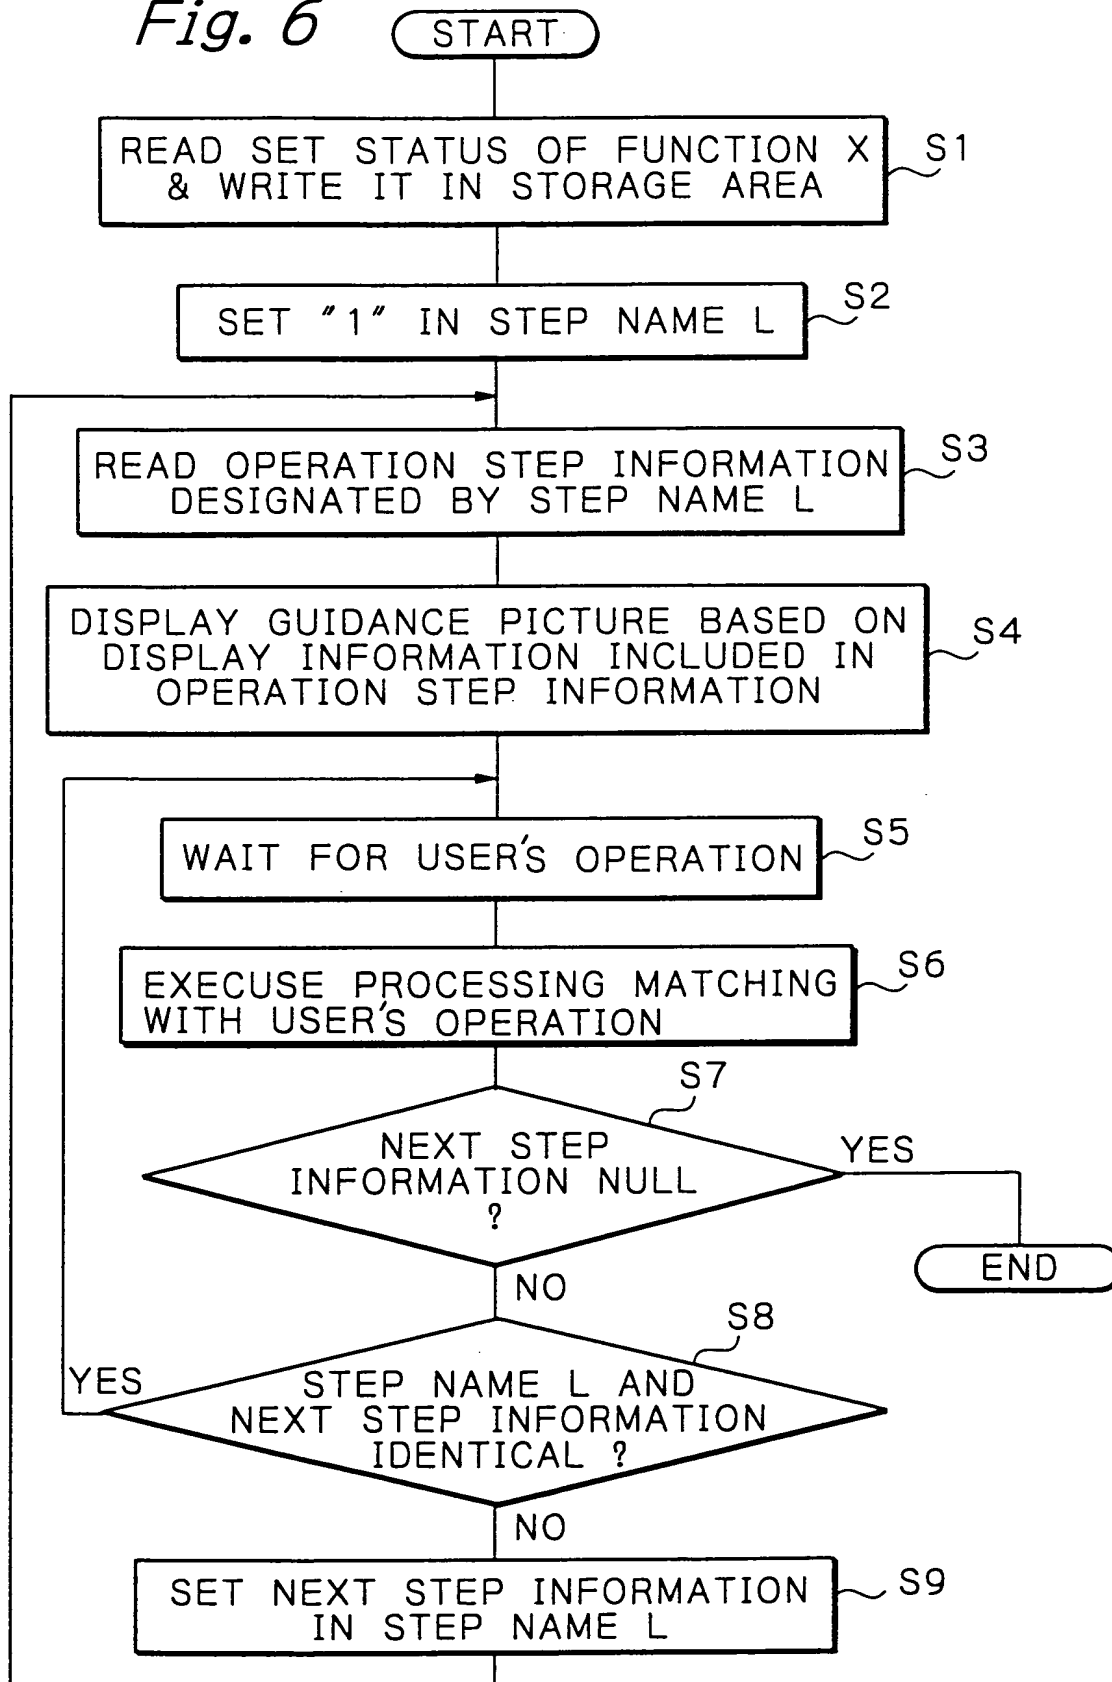 Fig. 6
START
READ SET STATUS OF FUNCTION X
& WRITE IT IN STORAGE AREA
S1
SET "1" IN STEP NAME L
S2
READ OPERATION STEP INFORMATION
DESIGNATED BY STEP NAME L
S3
DISPLAY GUIDANCE PICTURE BASED ON
DISPLAY INFORMATION INCLUDED IN
OPERATION STEP INFORMATION
S4
WAIT FOR USER'S OPERATION
S5
EXECUSE PROCESSING MATCHING
WITH USER'S OPERATION
S6
S7
NEXT STEP
INFORMATION NULL
?
YES
END
NO
S8
YES
STEP NAME L AND
NEXT STEP INFORMATION
IDENTICAL ?
NO
SET NEXT STEP INFORMATION
IN STEP NAME L
S9